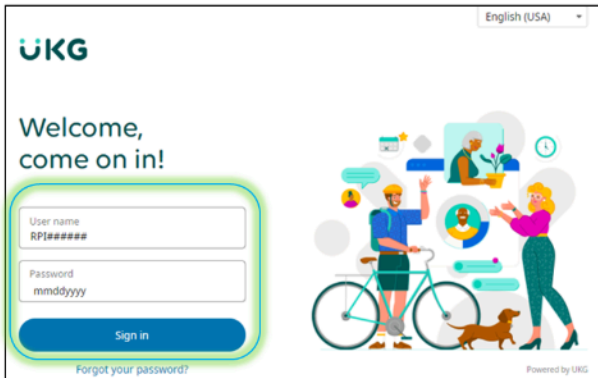 English (USA)
UKG
Welcome,
come on in!
User name
RPI######
Password
mmddyyyy
Sign in
Forgot your password?
Powered by UKG